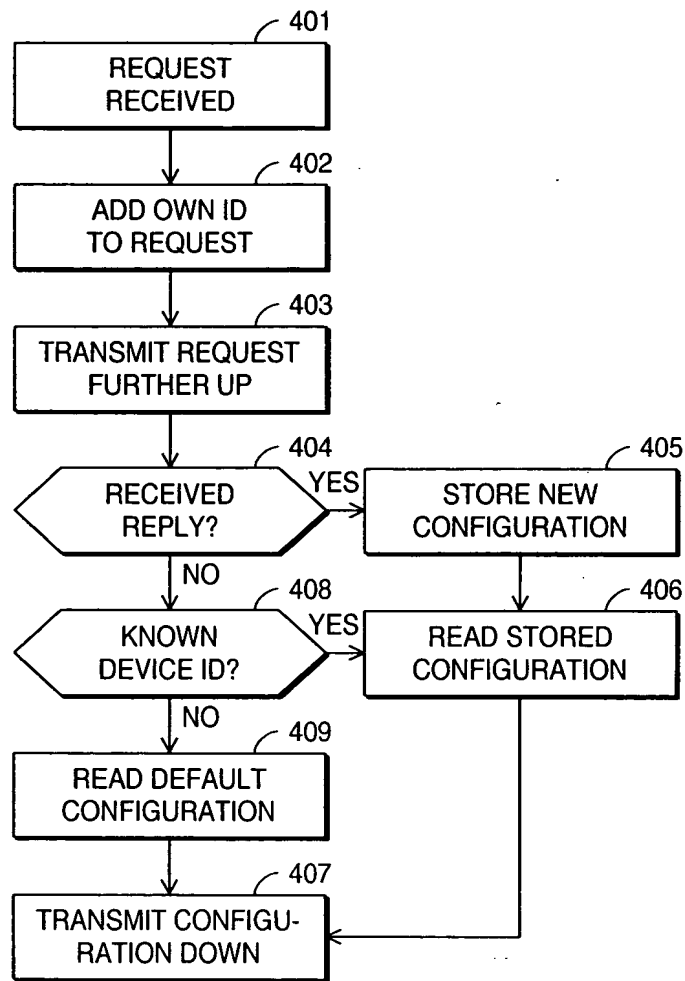 401
REQUEST
RECEIVED
402
ADD OWN ID
TO REQUEST
403
TRANSMIT REQUEST
FURTHER UP
404
RECEIVED
REPLY?
YES
405
STORE NEW
CONFIGURATION
NO
408
KNOWN
DEVICE ID?
YES
406
READ STORED
CONFIGURATION
NO
409
READ DEFAULT
CONFIGURATION
407
TRANSMIT CONFIGU-
RATION DOWN